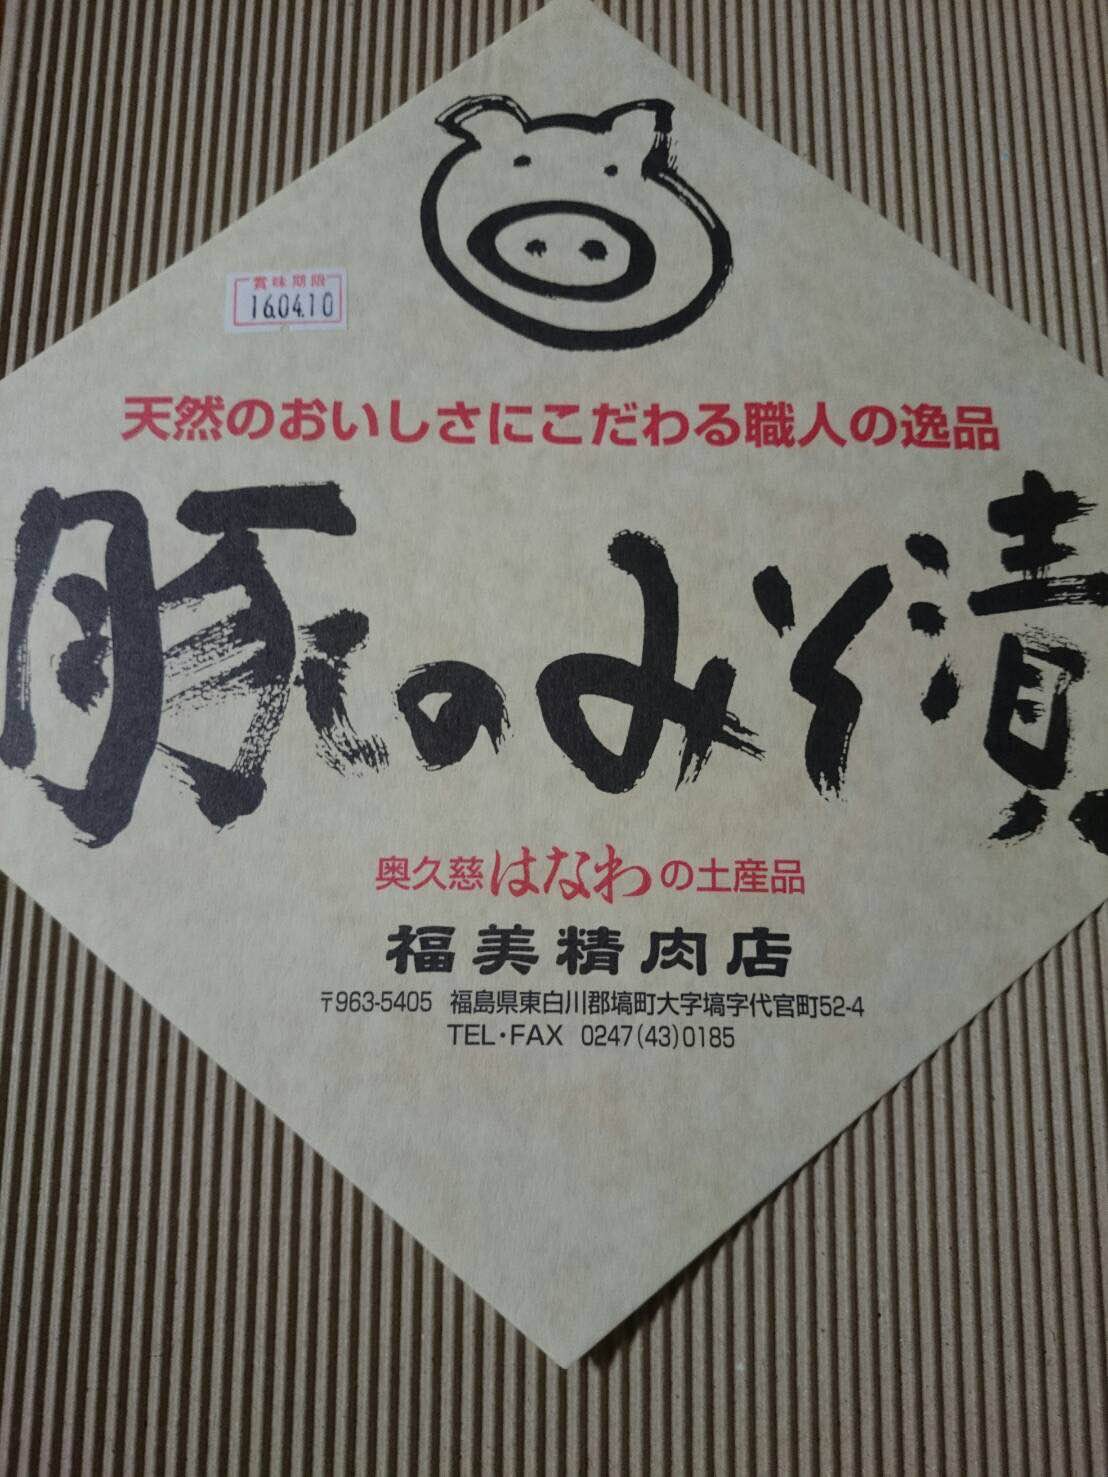 賞味期限
16.04.10
天然のおいしさにこだわる職人の逸品
豚のみそ漬
奥久慈はなわの土産品
福美精肉店
〒963-5405 福島県東白川郡塙町大字塙字代官町52-4
TEL・FAX 0247(43)0185